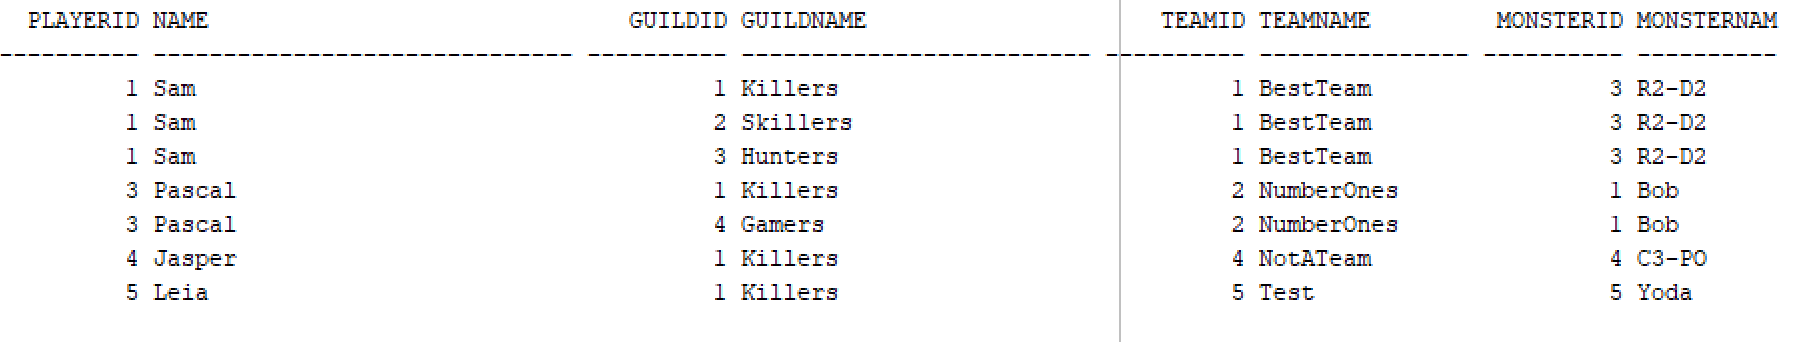 PLAYERID NAME GUILDID GUILDNAME TEAMID TEAMNAME MONSTERID MONSTERNAM
---------- ------------------------------ ---------- ------------------------- ---------- --------------- ---------- ----------
1 Sam 1 Killers 1 BestTeam 3 R2-D2
1 Sam 2 Skillers 1 BestTeam 3 R2-D2
1 Sam 3 Hunters 1 BestTeam 3 R2-D2
3 Pascal 1 Killers 2 NumberOnes 1 Bob
3 Pascal 4 Gamers 2 NumberOnes 1 Bob
4 Jasper 1 Killers 4 NotATeam 4 C3-PO
5 Leia 1 Killers 5 Test 5 Yoda